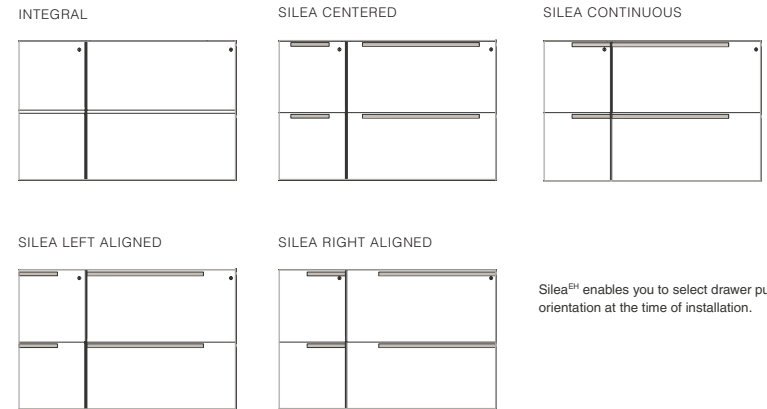 INTEGRAL
SILEA CENTERED
SILEA CONTINUOUS
SILEA LEFT ALIGNED
SILEA RIGHT ALIGNED
Silea^EH enables you to select drawer
orientation at the time of installation.